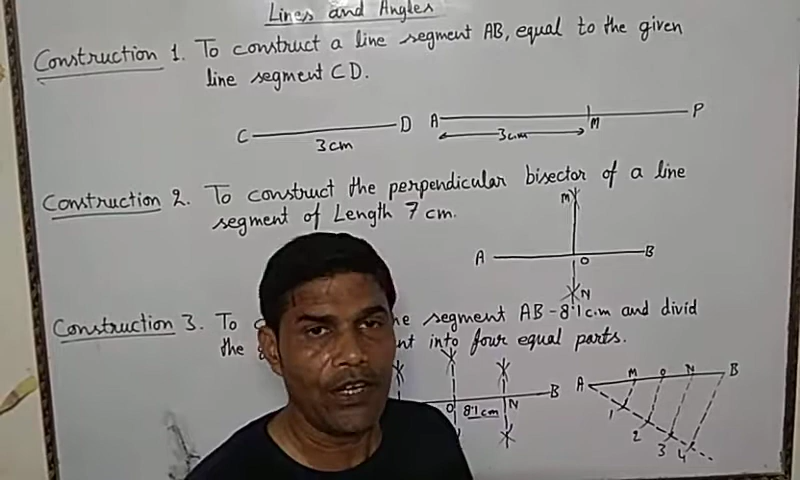 Lines and Angles
Construction 1. To construct a line segment AB, equal to the given
line segment CD.
C D A M P
3cm 3cm
Construction 2. To construct the perpendicular bisector of a line
segment of Length 7 cm.
M
A O B
N
Construction 3. To segment AB-8.1 c.m and divid
the into four equal parts.
O 8.1cm N B
A M O N B
1
2
3 4